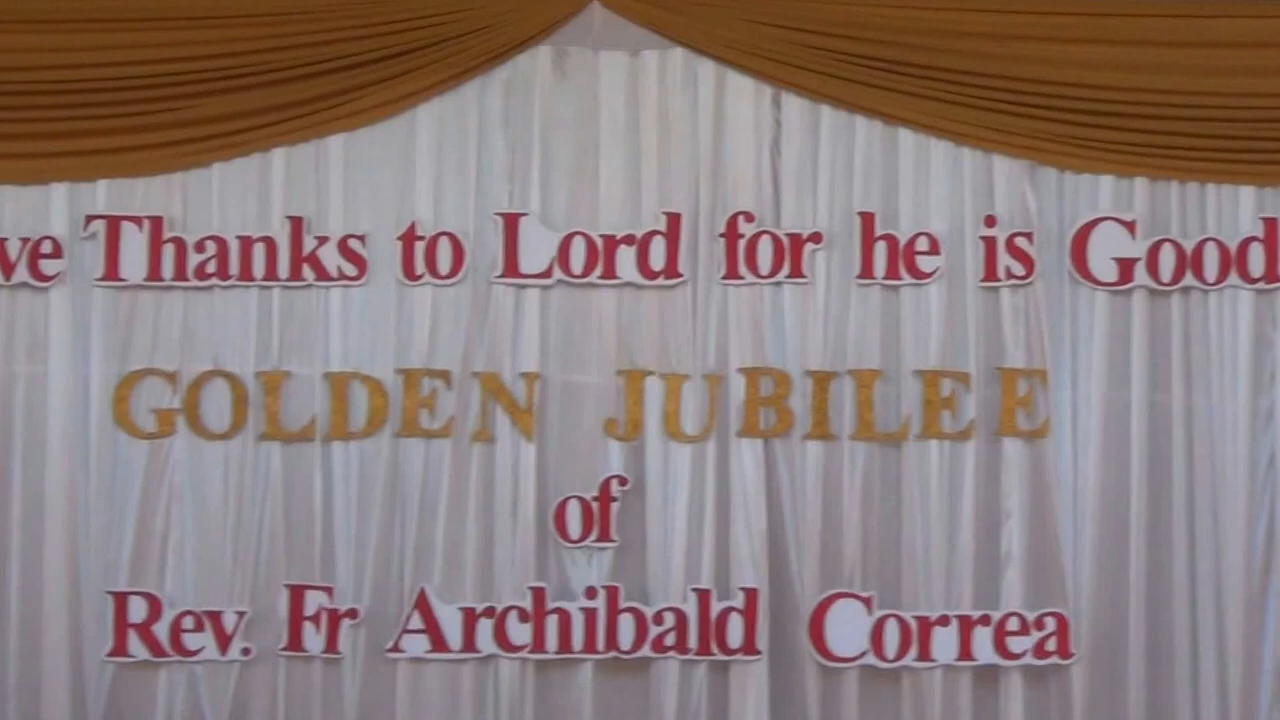 ve Thanks to Lord for he is Good
GOLDEN JUBILEE
of
Rev. Fr Archibald Correa